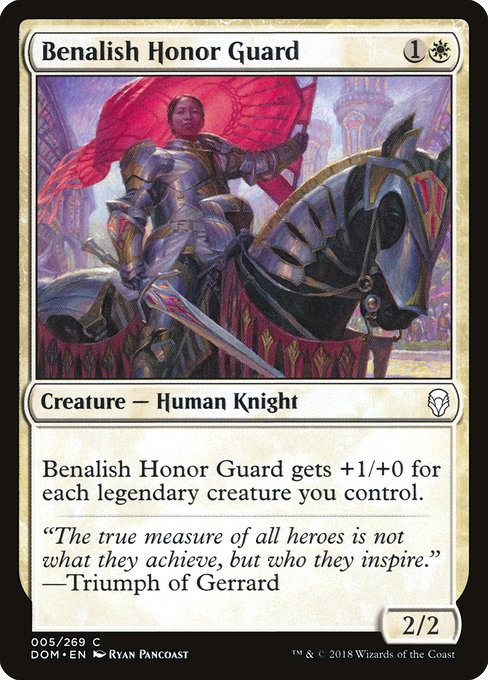 Benalish Honor Guard 1
Creature — Human Knight
Benalish Honor Guard gets +1/+0 for
each legendary creature you control.
“The true measure of all heroes is not
what they achieve, but who they inspire.”
—Triumph of Gerrard
2/2
005/269 C
DOM • EN Ryan Pancoast
™ & © 2018 Wizards of the Coast